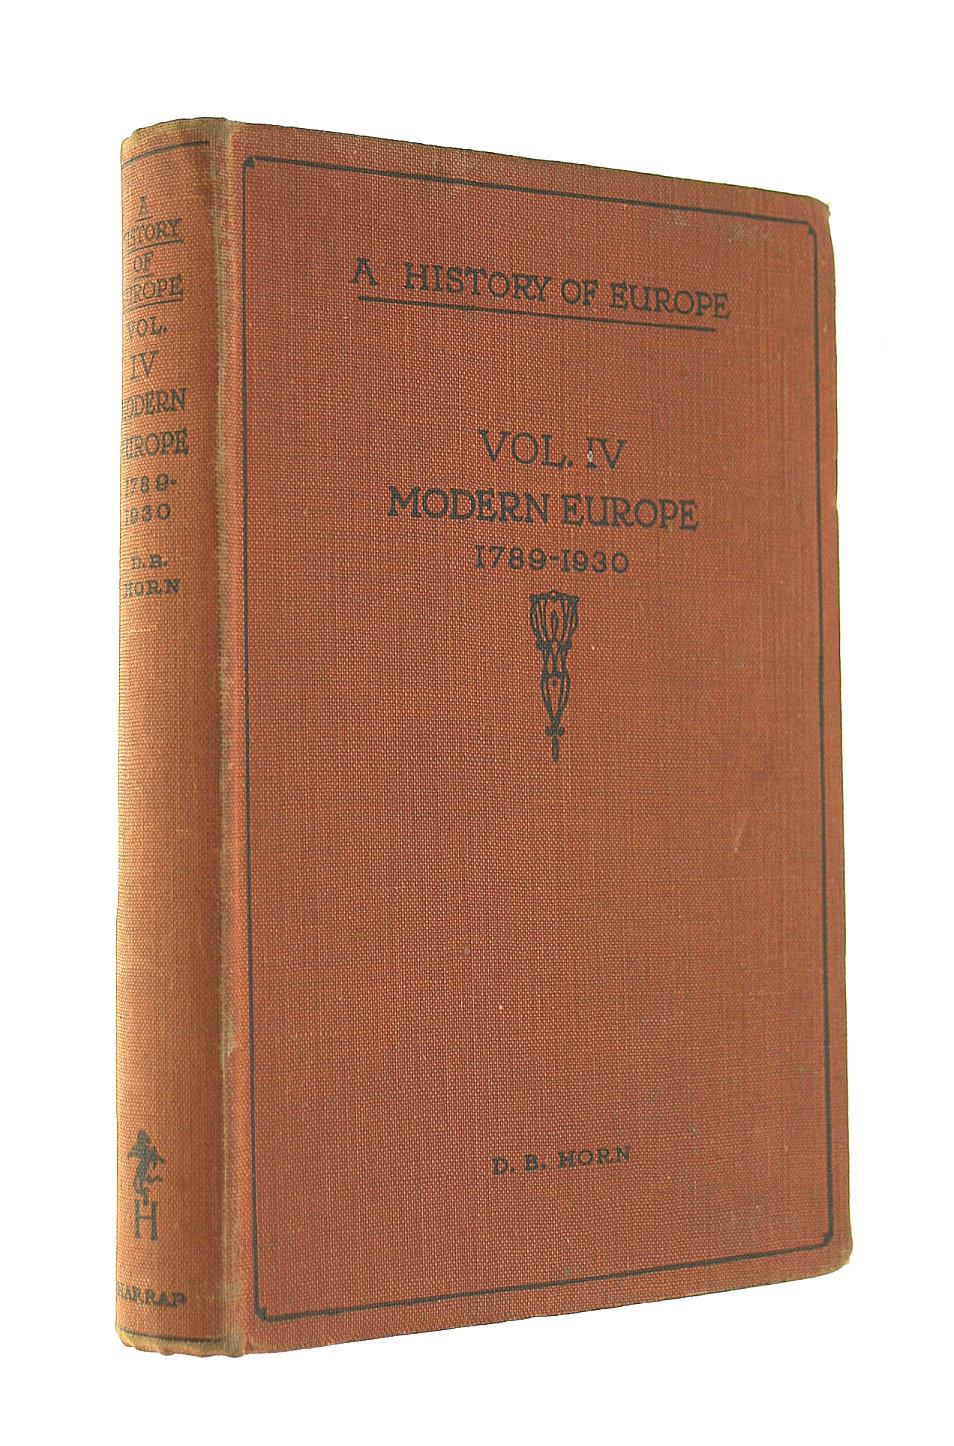 A HISTORY OF EUROPE
VOL. IV
MODERN EUROPE
1789-1930
D. B. HORN
A
HISTORY
OF
EUROPE
VOL.
IV
MODERN
EUROPE
1789-
1930
D. B.
HORN
H
HARRAP